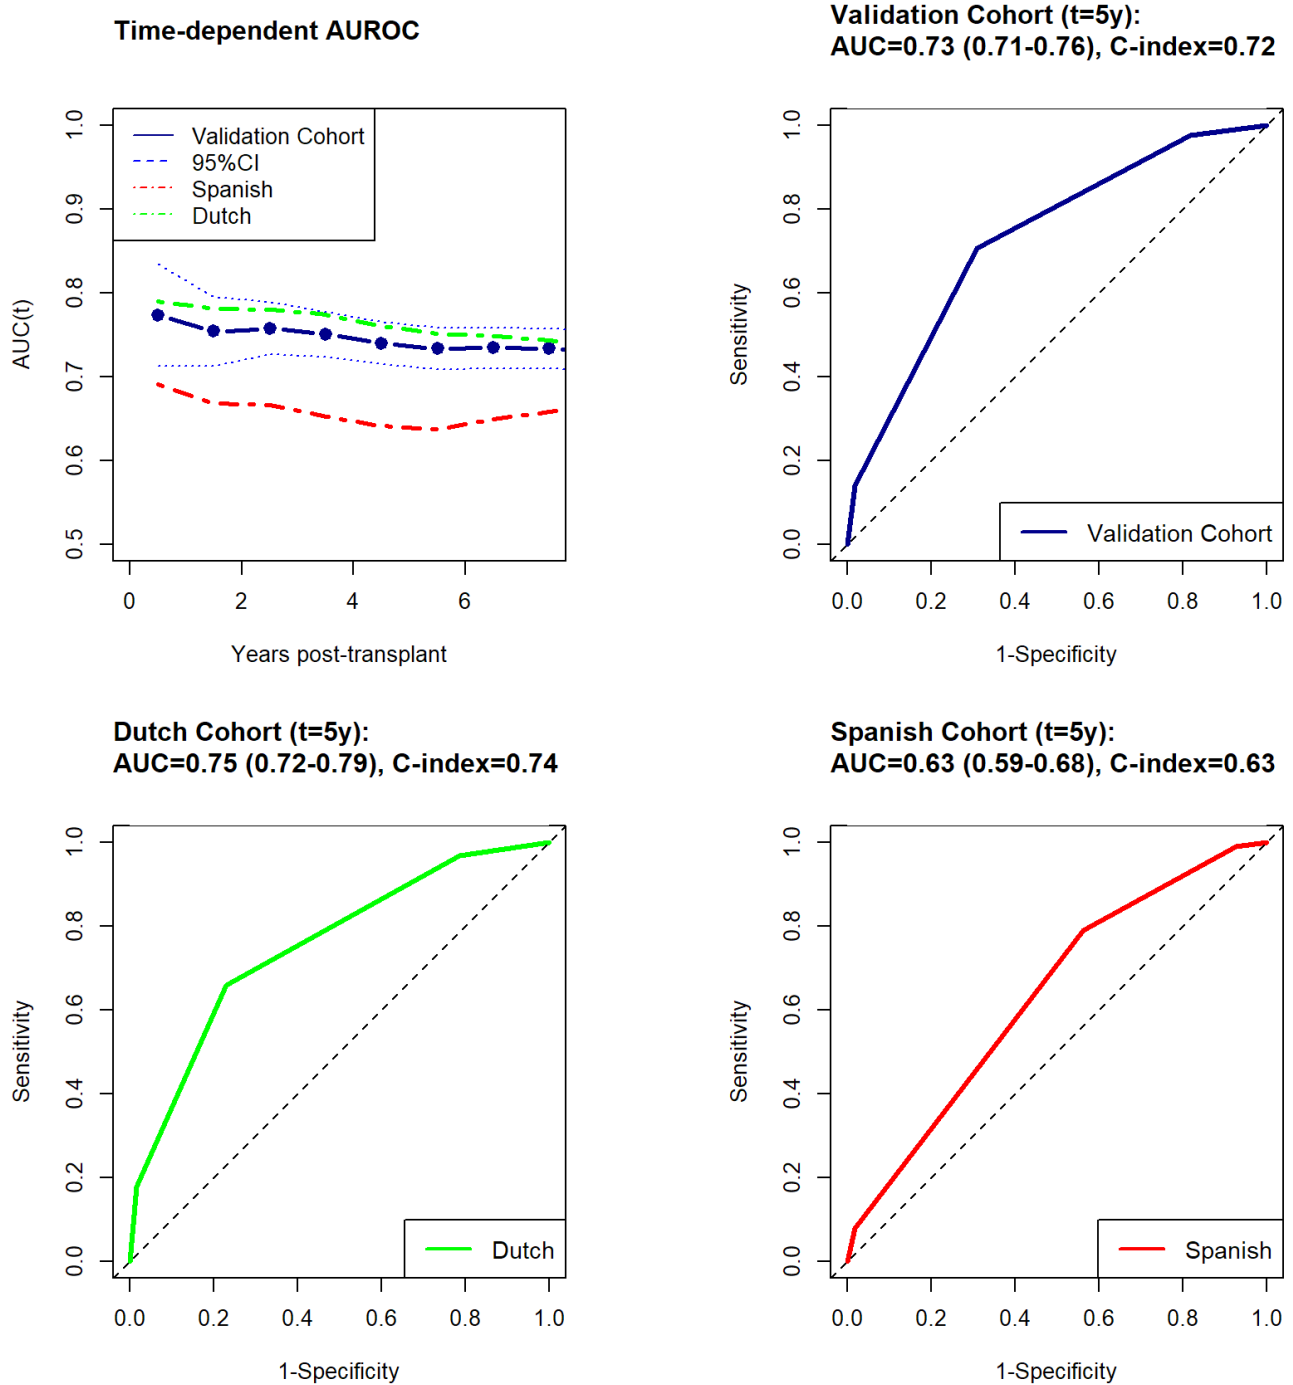 Time-dependent AUROC
AUC(t)
1.0
0.9
0.8
0.7
0.6
0.5
Validation Cohort
95%CI
Spanish
Dutch
0
2
4
6
Years post-transplant
Validation Cohort (t=5y):
AUC=0.73 (0.71-0.76), C-index=0.72
Sensitivity
1.0
0.8
0.6
0.4
0.2
0.0
Validation Cohort
0.0
0.2
0.4
0.6
0.8
1.0
1-Specificity
Dutch Cohort (t=5y):
AUC=0.75 (0.72-0.79), C-index=0.74
Sensitivity
1.0
0.8
0.6
0.4
0.2
0.0
Dutch
0.0
0.2
0.4
0.6
0.8
1.0
1-Specificity
Spanish Cohort (t=5y):
AUC=0.63 (0.59-0.68), C-index=0.63
Sensitivity
1.0
0.8
0.6
0.4
0.2
0.0
Spanish
0.0
0.2
0.4
0.6
0.8
1.0
1-Specificity